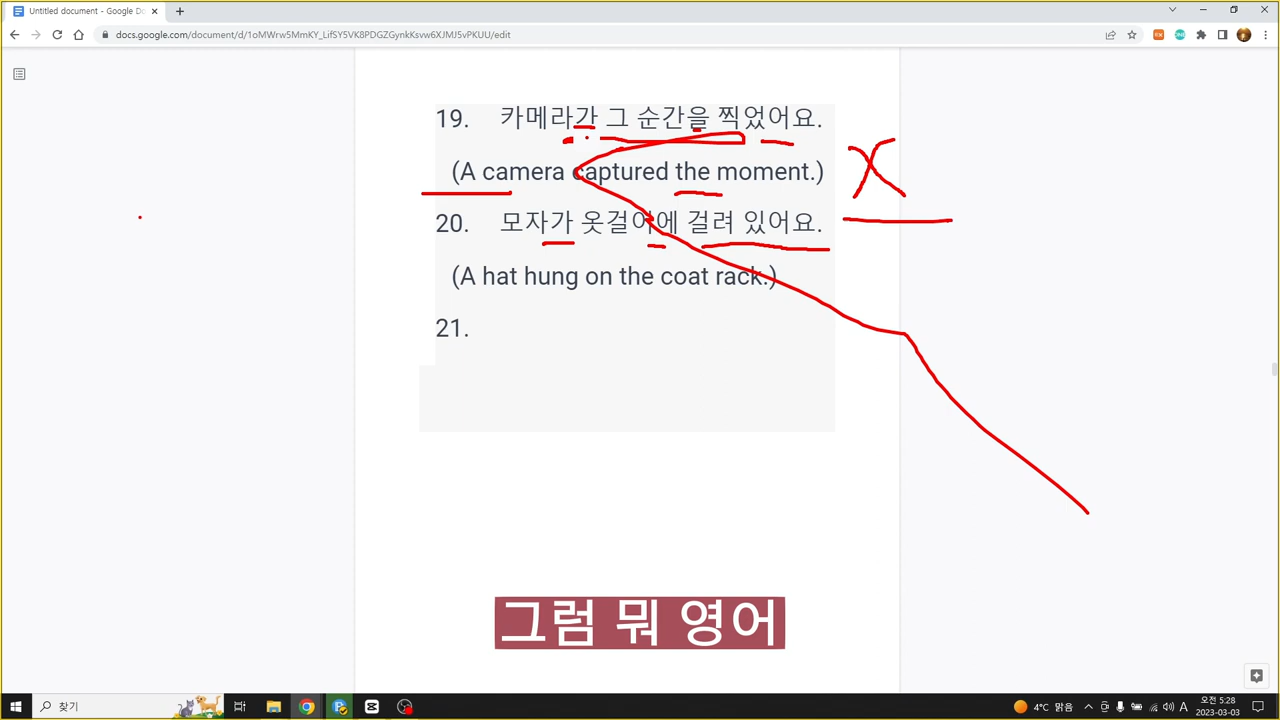 Untitled document - Google Do
docs.google.com/document/d/1oMWrw5MmKY_LifSY5VK8PDGZGynkKsvw6XJMJ5vPKUU/edit
19. 카메라가 그 순간을 찍었어요.
(A camera captured the moment.)
X
20. 모자가 옷걸이에 걸려 있어요.
(A hat hung on the coat rack.)
21.
그럼 뭐 영어
찾기
4°C 맑음
A
오전 5:28
2023-03-03